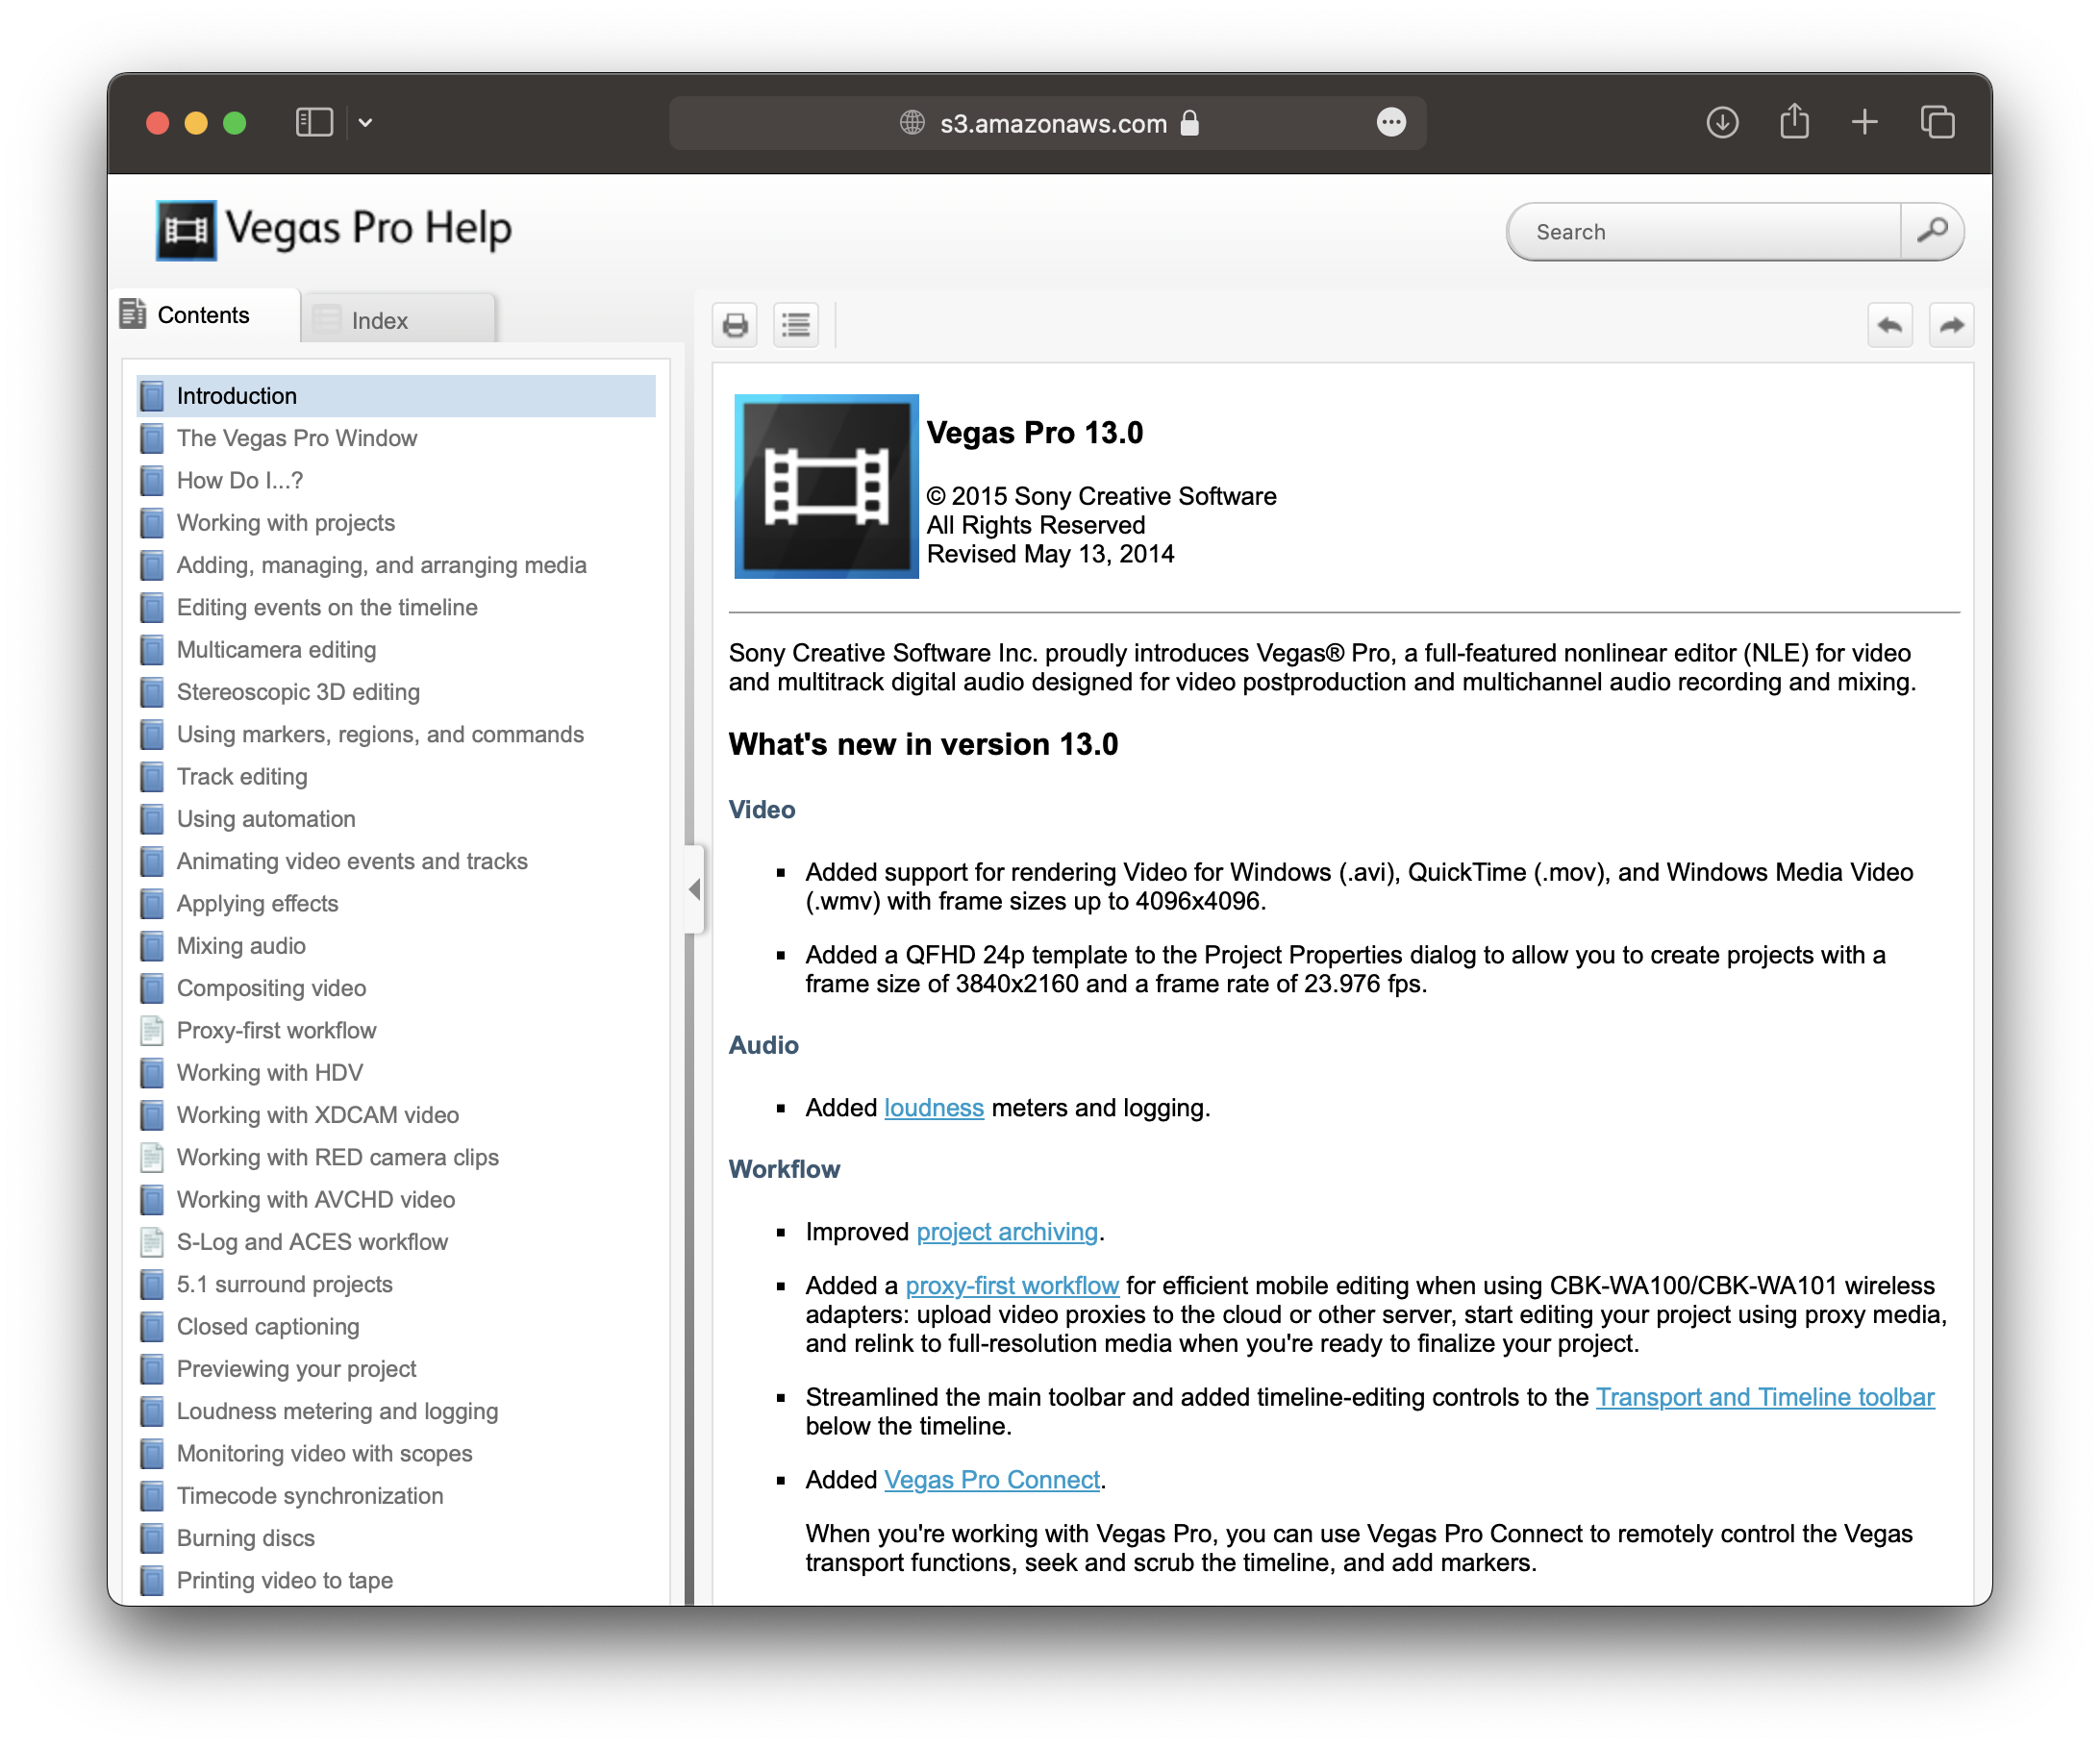 s3.amazonaws.com
Vegas Pro Help
Search
Contents
Index
Introduction
The Vegas Pro Window
How Do I...?
Working with projects
Adding, managing, and arranging media
Editing events on the timeline
Multicamera editing
Stereoscopic 3D editing
Using markers, regions, and commands
Track editing
Using automation
Animating video events and tracks
Applying effects
Mixing audio
Compositing video
Proxy-first workflow
Working with HDV
Working with XDCAM video
Working with RED camera clips
Working with AVCHD video
S-Log and ACES workflow
5.1 surround projects
Closed captioning
Previewing your project
Loudness metering and logging
Monitoring video with scopes
Timecode synchronization
Burning discs
Printing video to tape
Vegas Pro 13.0
© 2015 Sony Creative Software
All Rights Reserved
Revised May 13, 2014
Sony Creative Software Inc. proudly introduces Vegas® Pro, a full-featured nonlinear editor (NLE) for video
and multitrack digital audio designed for video postproduction and multichannel audio recording and mixing.
What's new in version 13.0
Video
▪ Added support for rendering Video for Windows (.avi), QuickTime (.mov), and Windows Media Video
(.wmv) with frame sizes up to 4096x4096.
▪ Added a QFHD 24p template to the Project Properties dialog to allow you to create projects with a
frame size of 3840x2160 and a frame rate of 23.976 fps.
Audio
▪ Added loudness meters and logging.
Workflow
▪ Improved project archiving.
▪ Added a proxy-first workflow for efficient mobile editing when using CBK-WA100/CBK-WA101 wireless
adapters: upload video proxies to the cloud or other server, start editing your project using proxy media,
and relink to full-resolution media when you're ready to finalize your project.
▪ Streamlined the main toolbar and added timeline-editing controls to the Transport and Timeline toolbar
below the timeline.
▪ Added Vegas Pro Connect.
When you're working with Vegas Pro, you can use Vegas Pro Connect to remotely control the Vegas
transport functions, seek and scrub the timeline, and add markers.